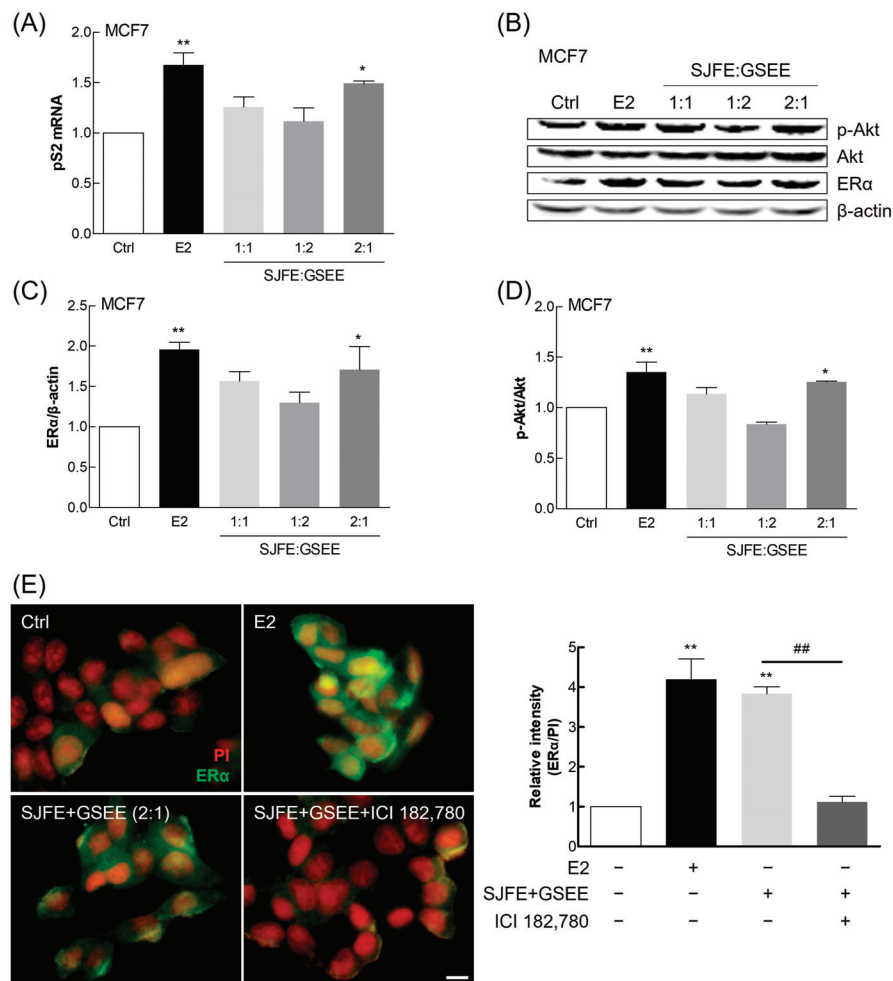 (A)
MCF7
**
*
pS2 mRNA
2.0
1.5
1.0
0.5
0.0
Ctrl E2 1:1 1:2 2:1
SJFE:GSEE
(B)
MCF7
SJFE:GSEE
Ctrl E2 1:1 1:2 2:1
p-Akt
Akt
ERα
β-actin
(C)
MCF7
**
*
ERα/β-actin
2.5
2.0
1.5
1.0
0.5
0.0
Ctrl E2 1:1 1:2 2:1
SJFE:GSEE
(D)
MCF7
**
*
p-Akt/Akt
2.0
1.5
1.0
0.5
0.0
Ctrl E2 1:1 1:2 2:1
SJFE:GSEE
(E)
Ctrl
PI
ERα
E2
SJFE+GSEE (2:1)
SJFE+GSEE+ICI 182,780
Relative intensity
(ERα/PI)
5
4
3
2
1
0
**
**
##
E2 − + − −
SJFE+GSEE − − + +
ICI 182,780 − − − +